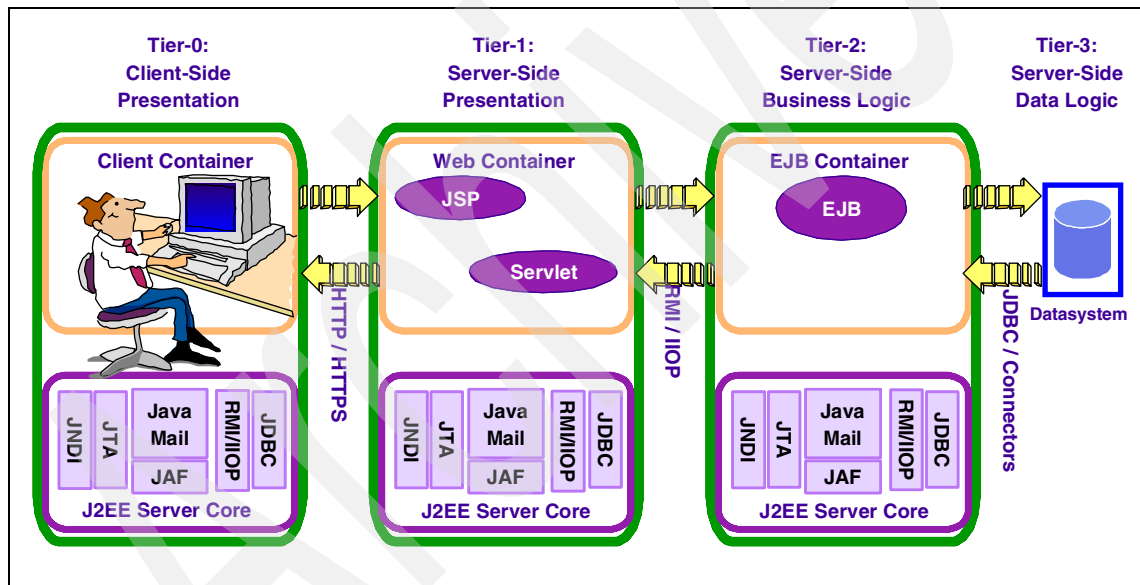 Tier-0:
Client-Side
Presentation
Tier-1:
Server-Side
Presentation
Tier-2:
Server-Side
Business Logic
Tier-3:
Server-Side
Data Logic
Client Container
Web Container
JSP
Servlet
EJB Container
EJB
Datasystem
HTTP / HTTPS
RMI / IIOP
JDBC / Connectors
JNDI
JTA
Java
Mail
JAF
RMI/IIOP
JDBC
J2EE Server Core
JNDI
JTA
Java
Mail
JAF
RMI/IIOP
JDBC
J2EE Server Core
JNDI
JTA
Java
Mail
JAF
RMI/IIOP
JDBC
J2EE Server Core
Archive